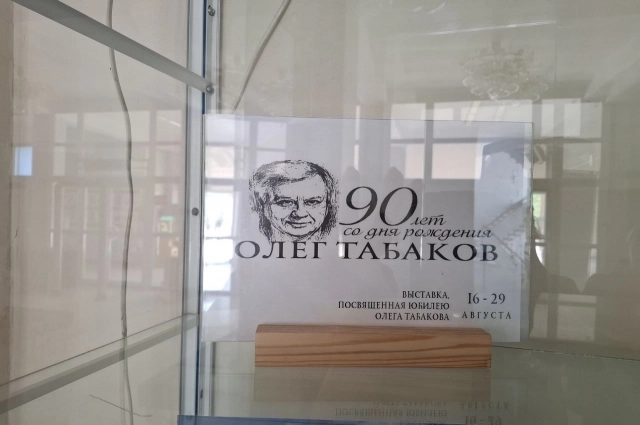 90 лет
со дня рождения
ОЛЕГ ТАБАКОВ
ВЫСТАВКА,
ПОСВЯЩЕННАЯ ЮБИЛЕЮ
ОЛЕГА ТАБАКОВА
16 - 29
АВГУСТА